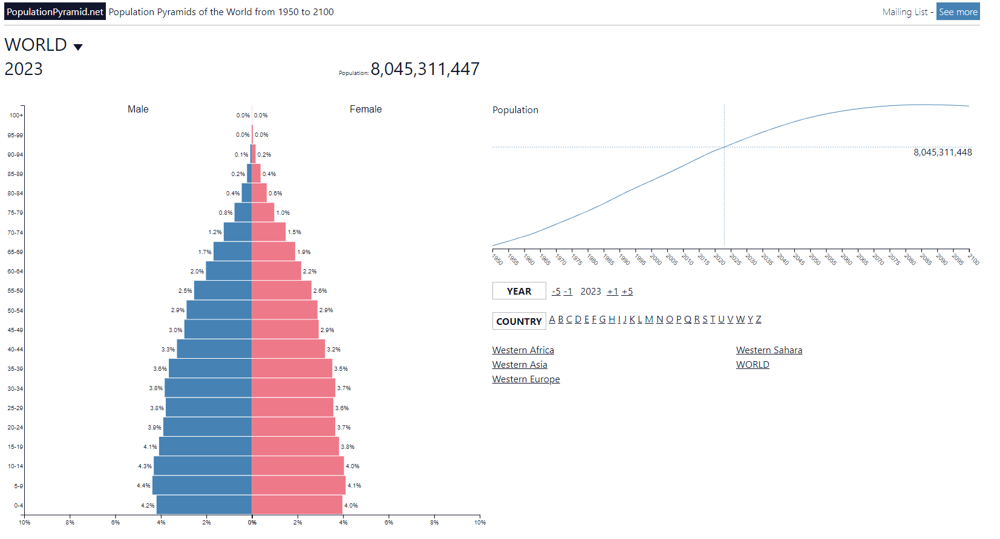 PopulationPyramid.net Population Pyramids of the World from 1950 to 2100
Mailing List - See more
WORLD
2023
Population: 8,045,311,447
Male Female
100+ 0.0% 0.0%
95-99 0.0% 0.0%
90-94 0.1% 0.2%
85-89 0.2% 0.4%
80-84 0.4% 0.6%
75-79 0.8% 1.0%
70-74 1.2% 1.5%
65-69 1.7% 1.9%
60-64 2.0% 2.2%
55-59 2.5% 2.6%
50-54 2.9% 2.9%
45-49 3.0% 2.9%
40-44 3.3% 3.2%
35-39 3.6% 3.5%
30-34 3.8% 3.7%
25-29 3.8% 3.6%
20-24 3.9% 3.7%
15-19 4.1% 3.8%
10-14 4.3% 4.0%
5-9 4.4% 4.1%
0-4 4.2% 4.0%
10% 8% 6% 4% 2% 0% 2% 4% 6% 8% 10%
Population
8,045,311,448
1950 1955 1960 1965 1970 1975 1980 1985 1990 1995 2000 2005 2010 2015 2020 2025 2030 2035 2040 2045 2050 2055 2060 2065 2070 2075 2080 2085 2090 2095 2100
YEAR -5 -1 2023 +1 +5
COUNTRY A B C D E F G H I J K L M N O P Q R S T U V W Y Z
Western Africa
Western Asia
Western Europe
Western Sahara
WORLD